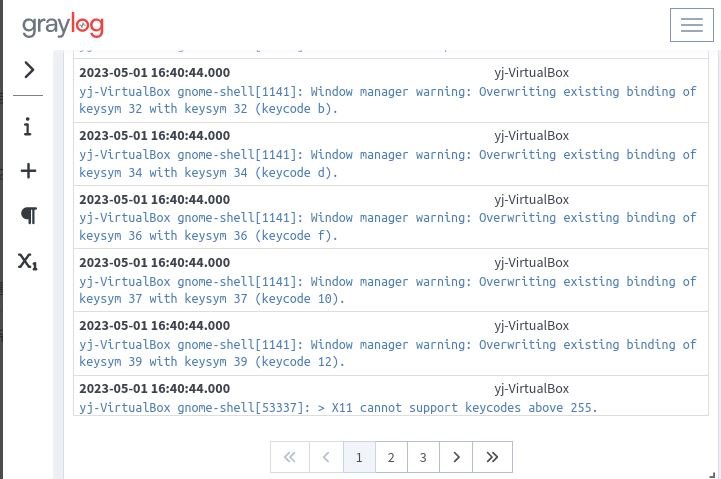 graylog
2023-05-01 16:40:44.000 yj-VirtualBox
yj-VirtualBox gnome-shell[1141]: Window manager warning: Overwriting existing binding of
keysym 32 with keysym 32 (keycode b).
2023-05-01 16:40:44.000 yj-VirtualBox
yj-VirtualBox gnome-shell[1141]: Window manager warning: Overwriting existing binding of
keysym 34 with keysym 34 (keycode d).
2023-05-01 16:40:44.000 yj-VirtualBox
yj-VirtualBox gnome-shell[1141]: Window manager warning: Overwriting existing binding of
keysym 36 with keysym 36 (keycode f).
2023-05-01 16:40:44.000 yj-VirtualBox
yj-VirtualBox gnome-shell[1141]: Window manager warning: Overwriting existing binding of
keysym 37 with keysym 37 (keycode 10).
2023-05-01 16:40:44.000 yj-VirtualBox
yj-VirtualBox gnome-shell[1141]: Window manager warning: Overwriting existing binding of
keysym 39 with keysym 39 (keycode 12).
2023-05-01 16:40:44.000 yj-VirtualBox
yj-VirtualBox gnome-shell[53337]: > X11 cannot support keycodes above 255.
« ‹ 1 2 3 › »